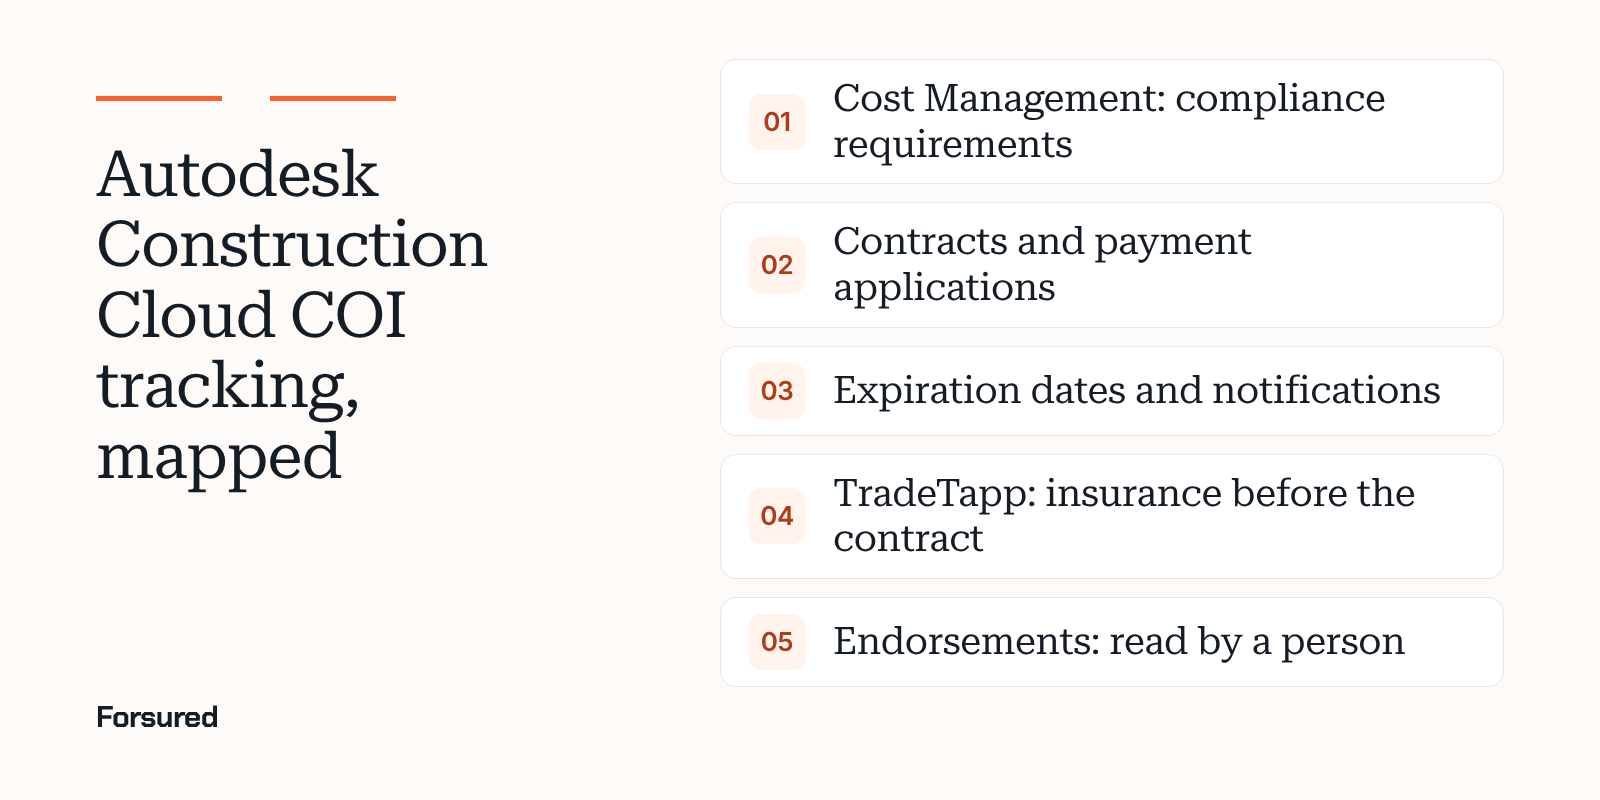 Autodesk
Construction
Cloud COI
tracking,
mapped
Forsured
01
Cost Management: compliance
requirements
02
Contracts and payment
applications
03
Expiration dates and notifications
04
TradeTapp: insurance before the
contract
05
Endorsements: read by a person